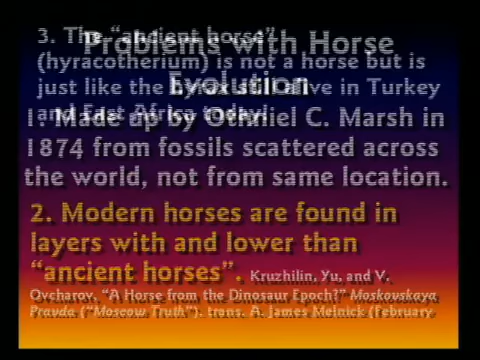 Problems with Horse
Evolution
3. The “ancient horse”
(hyracotherium) is not a horse but is
just like the hyrax still alive in Turkey
and East Africa today.
1. Made up by Othniel C. Marsh in
1874 from fossils scattered across
the world, not from same location.
2. Modern horses are found in
layers with and lower than
“ancient horses”. Kruzhilin, Yu, and V.
Ovcharov, “A Horse from the Dinosaur Epoch?” Moskovskaya
Pravda (“Moscow Truth”). trans. A. James Melnick (February